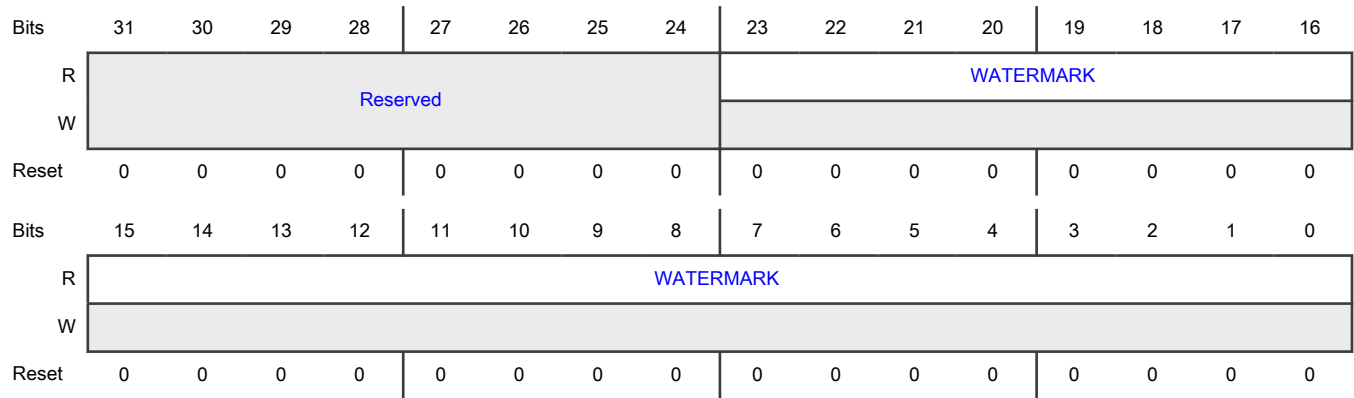 Bits 31 30 29 28 27 26 25 24 23 22 21 20 19 18 17 16
R Reserved WATERMARK
W
Reset 0 0 0 0 0 0 0 0 0 0 0 0 0 0 0 0
Bits 15 14 13 12 11 10 9 8 7 6 5 4 3 2 1 0
R WATERMARK
W
Reset 0 0 0 0 0 0 0 0 0 0 0 0 0 0 0 0